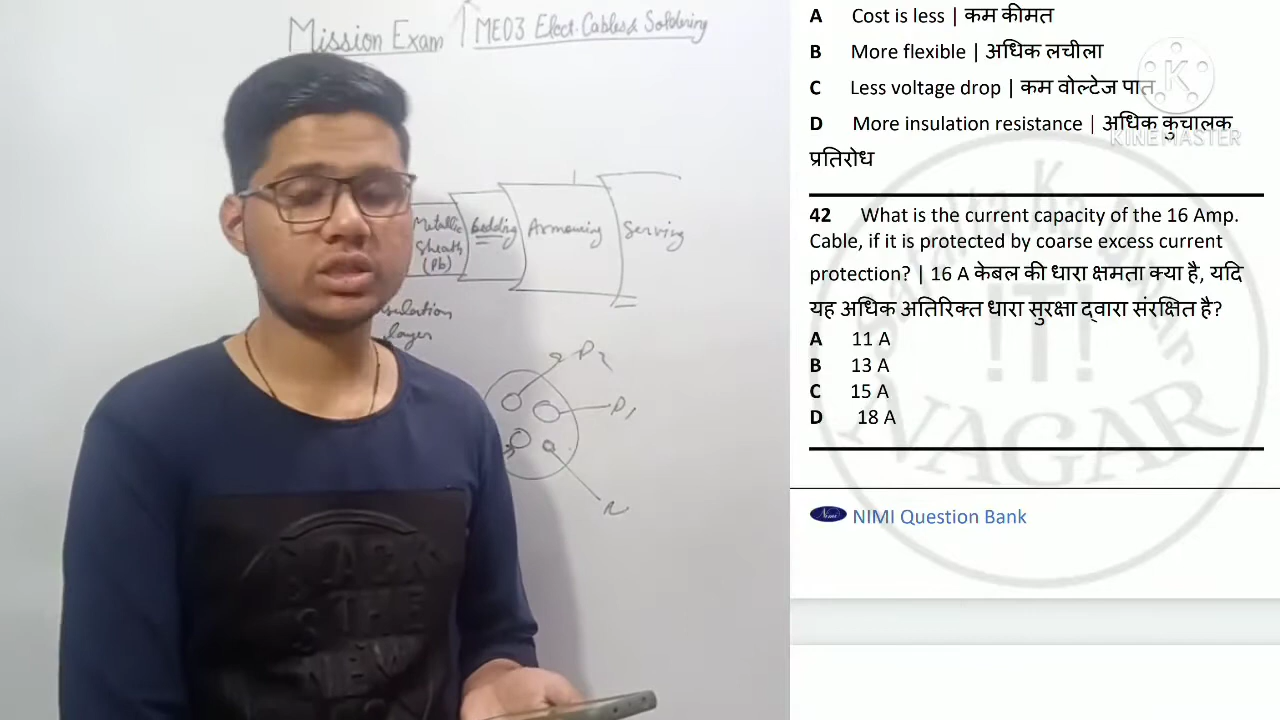 Mission Exam ME03 Elect. Cables & Soldering
Metallic Sheath (Pb)
Bedding
Armouring
Serving
layer
P2
P1
N
A Cost is less | कम कीमत
B More flexible | अधिक लचीला
C Less voltage drop | कम वोल्टेज पात
D More insulation resistance | अधिक कुचालक
प्रतिरोध
KINEMASTER
42 What is the current capacity of the 16 Amp.
Cable, if it is protected by coarse excess current
protection? | 16 A केबल की धारा क्षमता क्या है, यदि
यह अधिक अतिरिक्त धारा सुरक्षा द्वारा संरक्षित है?
A 11 A
B 13 A
C 15 A
D 18 A
!T!
NAGAR
Nimi NIMI Question Bank